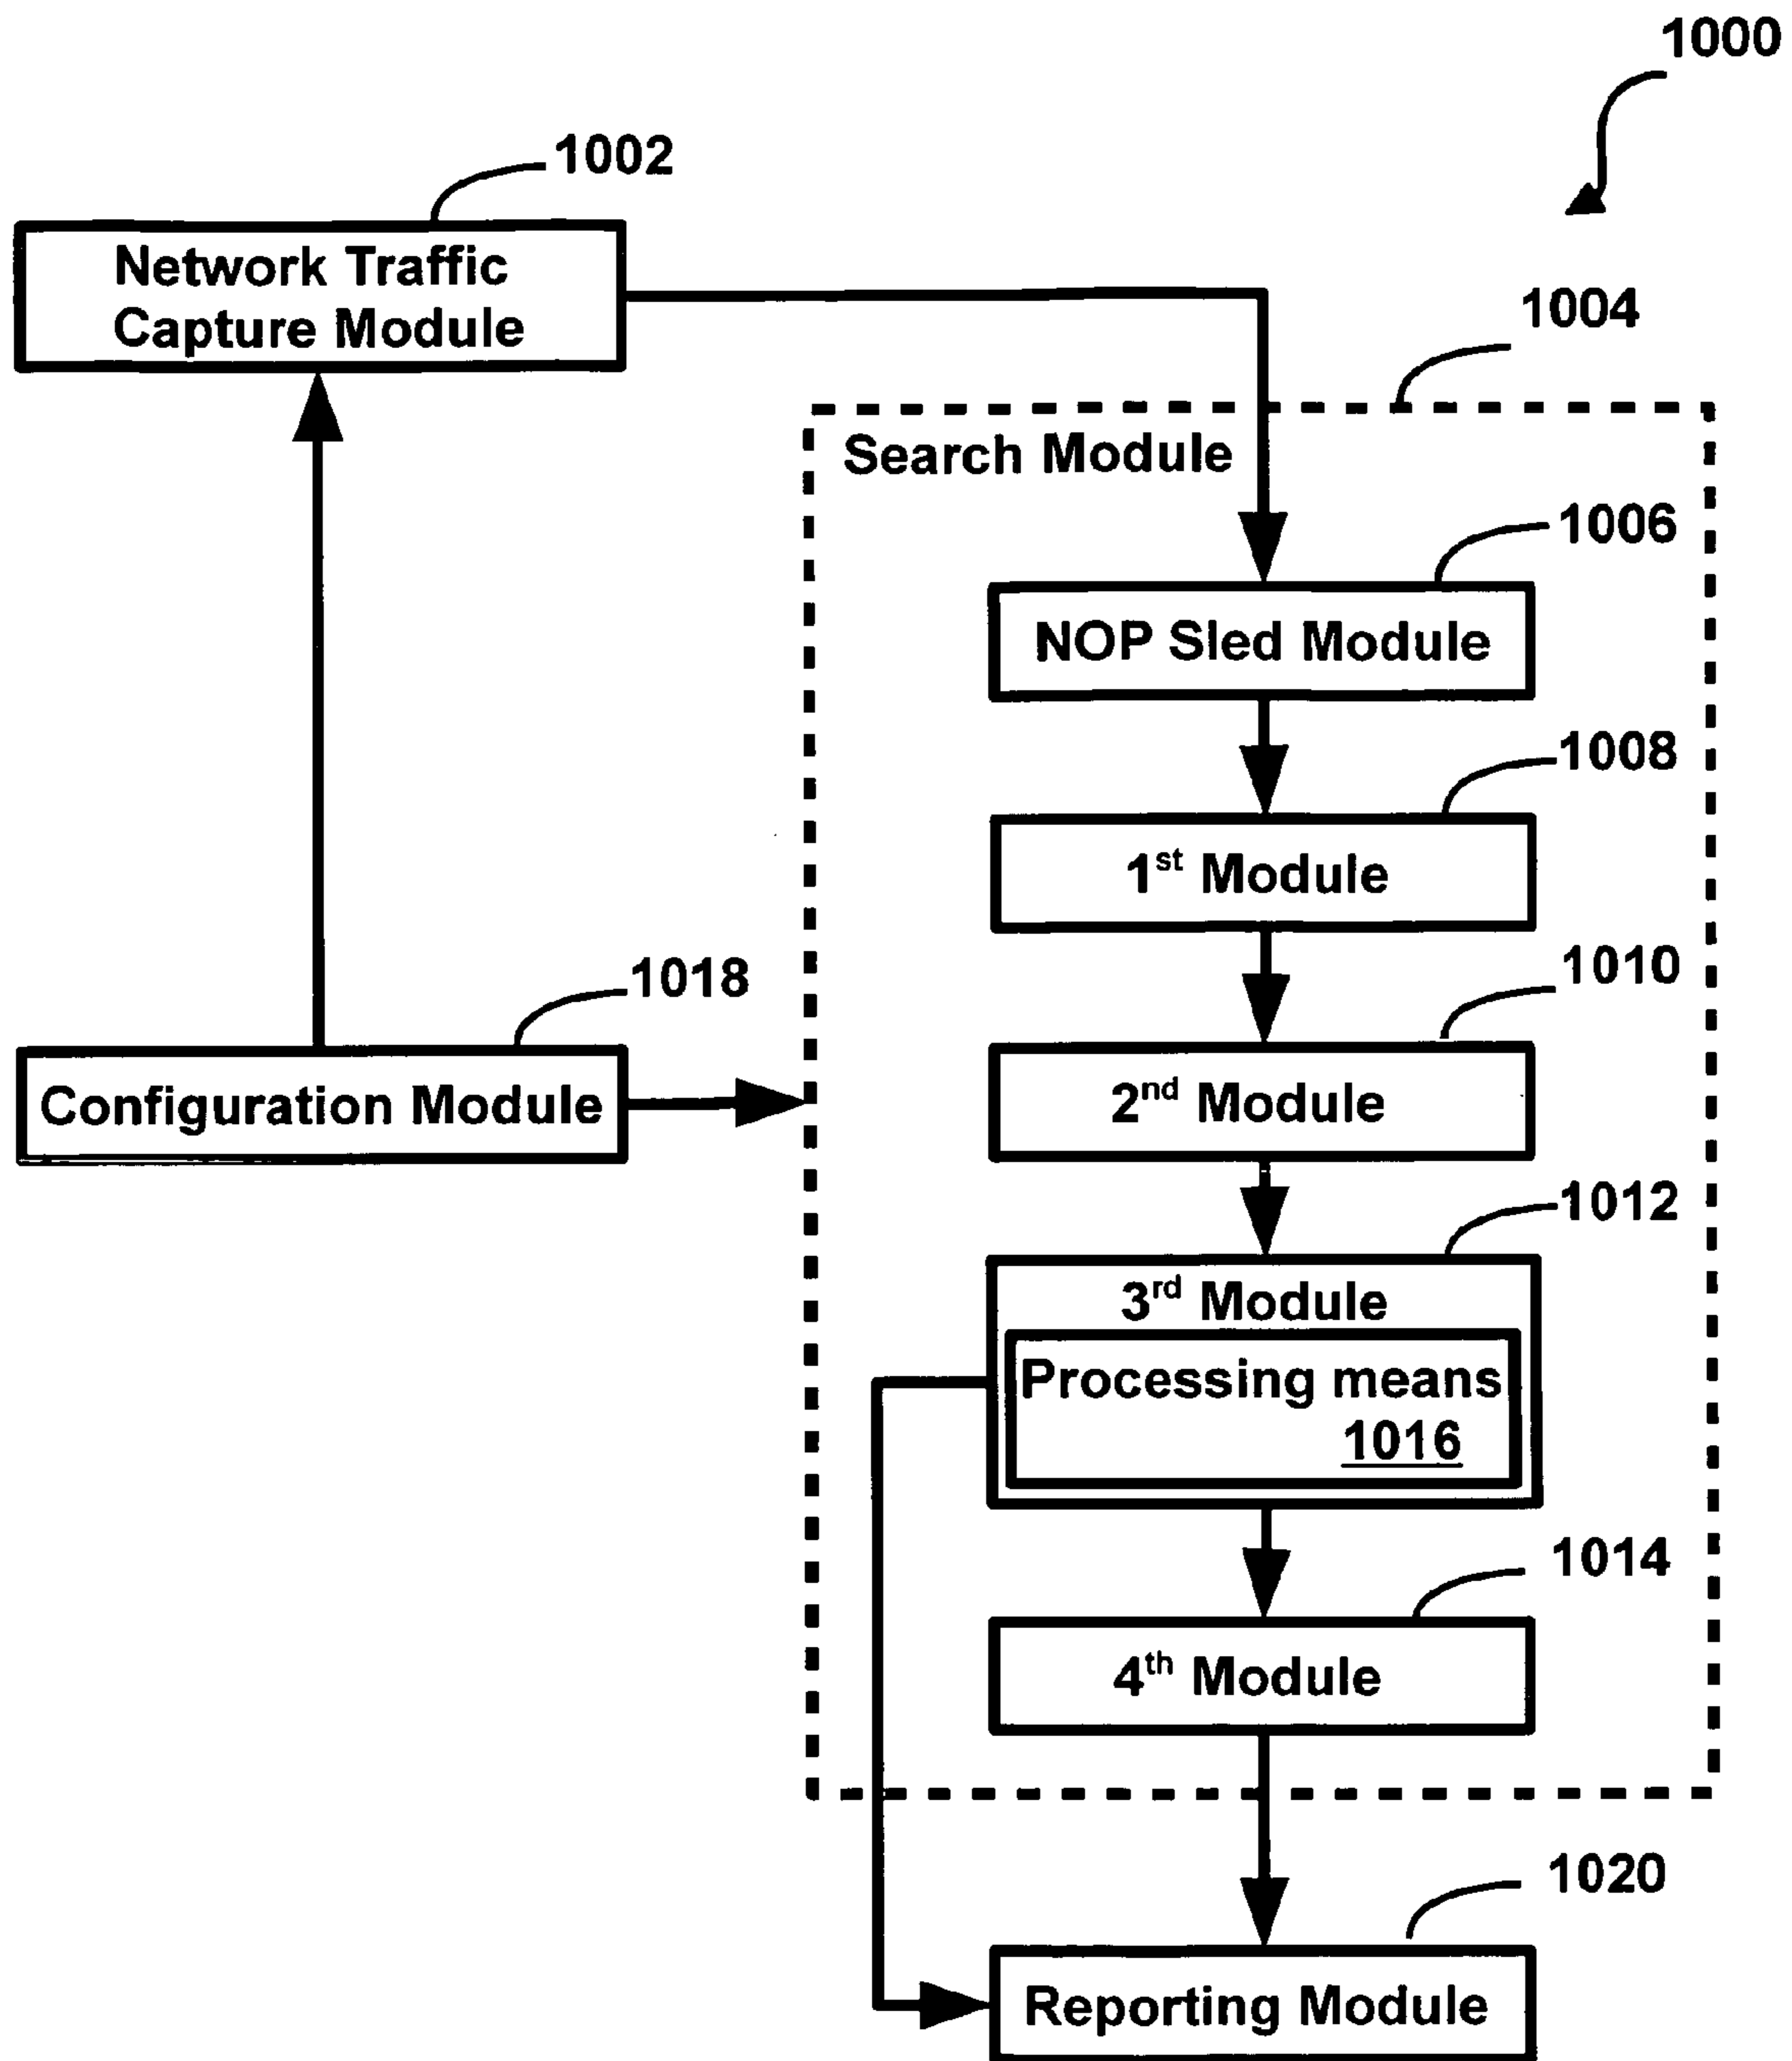 1000
1002
Network Traffic
Capture Module
1004
Search Module
1006
NOP Sled Module
1008
1st Module
1010
1018
Configuration Module
2nd Module
1012
3rd Module
Processing means
1016
1014
4th Module
1020
Reporting Module